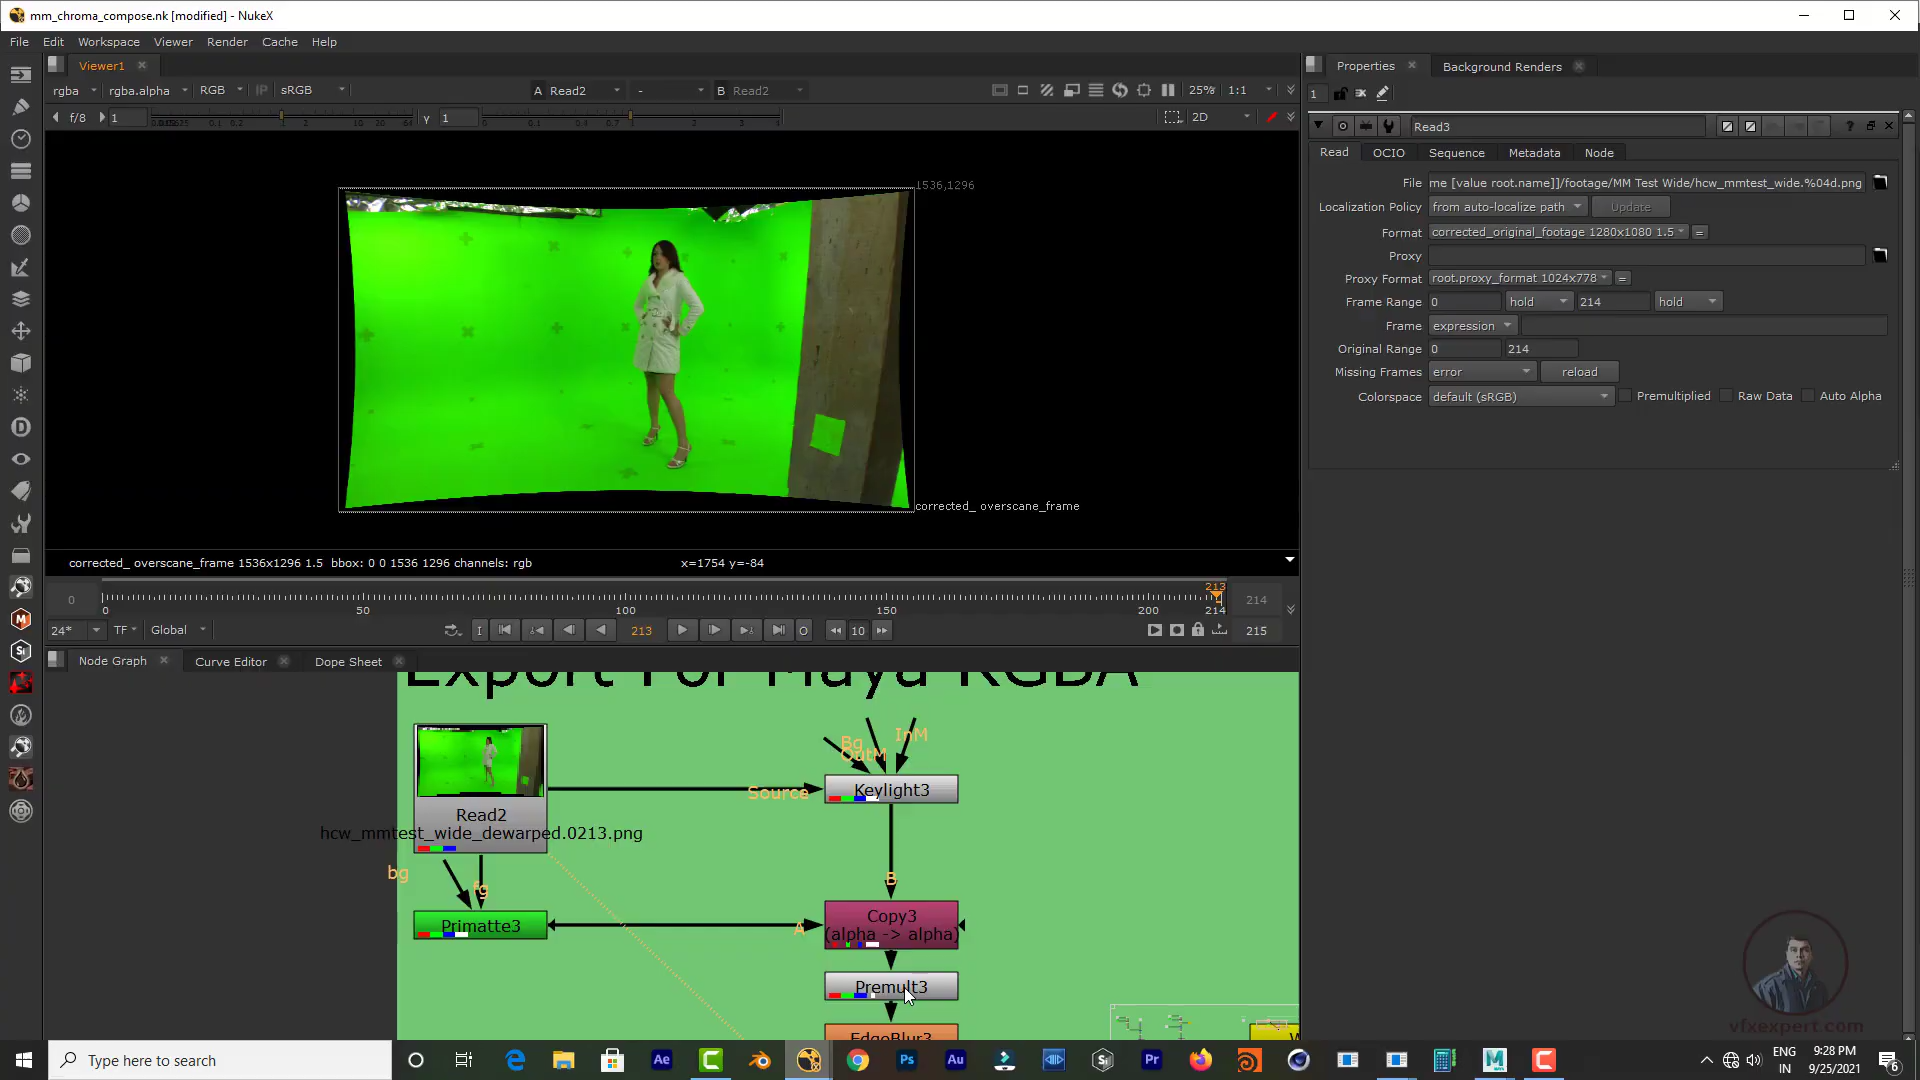 mm_chroma_compose.nk [modified] - NukeX
File Edit Workspace Viewer Render Cache Help
Viewer1
Properties
Background Renders
rgba rgba.alpha RGB IP sRGB A Read2 - B Read2 25% 1:1
1
f/8 1 γ 1 2D
Read3
Read OCIO Sequence Metadata Node
File me [value root.name]]/footage/MM Test Wide/hcw_mmtest_wide.%04d.png
Localization Policy from auto-localize path Update
Format corrected_original_footage 1280x1080 1.5 =
Proxy
Proxy Format root.proxy_format 1024x778 =
Frame Range 0 hold 214 hold
Frame expression
Original Range 0 214
Missing Frames error reload
Colorspace default (sRGB) Premultiplied Raw Data Auto Alpha
1536,1296
corrected_ overscane_frame
corrected_ overscane_frame 1536x1296 1.5 bbox: 0 0 1536 1296 channels: rgb x=1754 y=-84
213
0 0 50 100 150 200 214 214
24* TF Global I 213 O 10 215
Node Graph Curve Editor Dope Sheet
Export For Maya RGBA
Bg
OutM
InM
Source
Keylight3
Read2
hcw_mmtest_wide_dewarped.0213.png
bg
fg
B
Primatte3
A
Copy3
(alpha -> alpha)
Premult3
EdgeBlur3
vfxexpert.com
Type here to search
ENG
IN
9:28 PM
9/25/2021
6